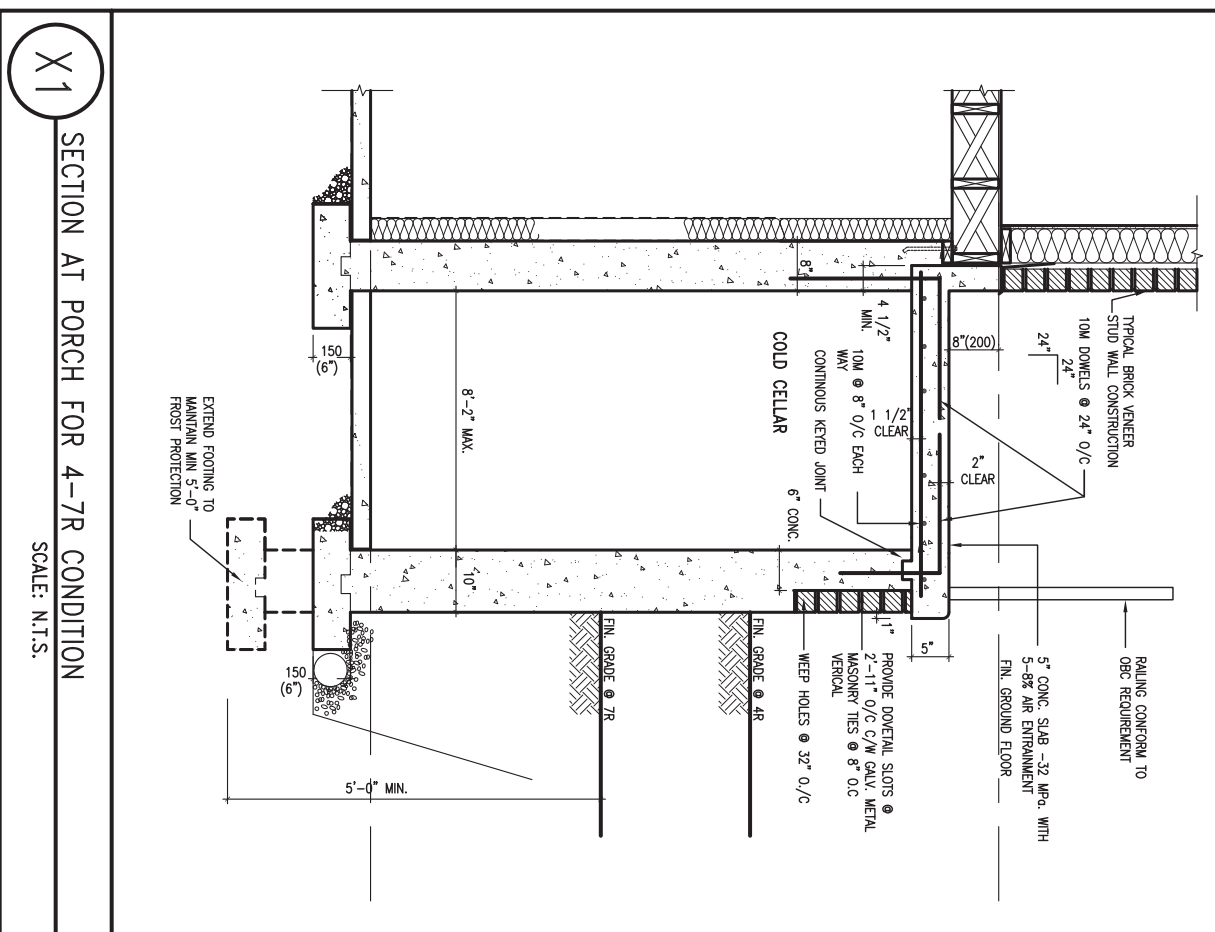 RAILING CONFORM TO
OBC REQUIREMENT
5" CONC. SLAB -32 MPa. WITH
5-8% AIR ENTRAINMENT
FIN. GROUND FLOOR
TYPICAL BRICK VENEER
STUD WALL CONSTRUCTION
10M DOWELS @ 24" O/C
24"
24"
8"(200)
2"
CLEAR
1 1/2"
CLEAR
5"
1"
PROVIDE DOVETAIL SLOTS @
2'-11" O/C C/W GALV. METAL
MASONRY TIES @ 8" O.C
VERICAL
WEEP HOLES @ 32" O./C
4 1/2"
MIN.
8"
10M @ 8" O/C EACH
WAY
CONTINOUS KEYED JOINT
6" CONC.
COLD CELLAR
FIN. GRADE @ 4R
FIN. GRADE @ 7R
8'-2" MAX.
10"
150
(6")
150
(6")
5'-0" MIN.
EXTEND FOOTING TO
MAINTAIN MIN 5'-0"
FROST PROTECTION
X1
SECTION AT PORCH FOR 4-7R CONDITION
SCALE: N.T.S.